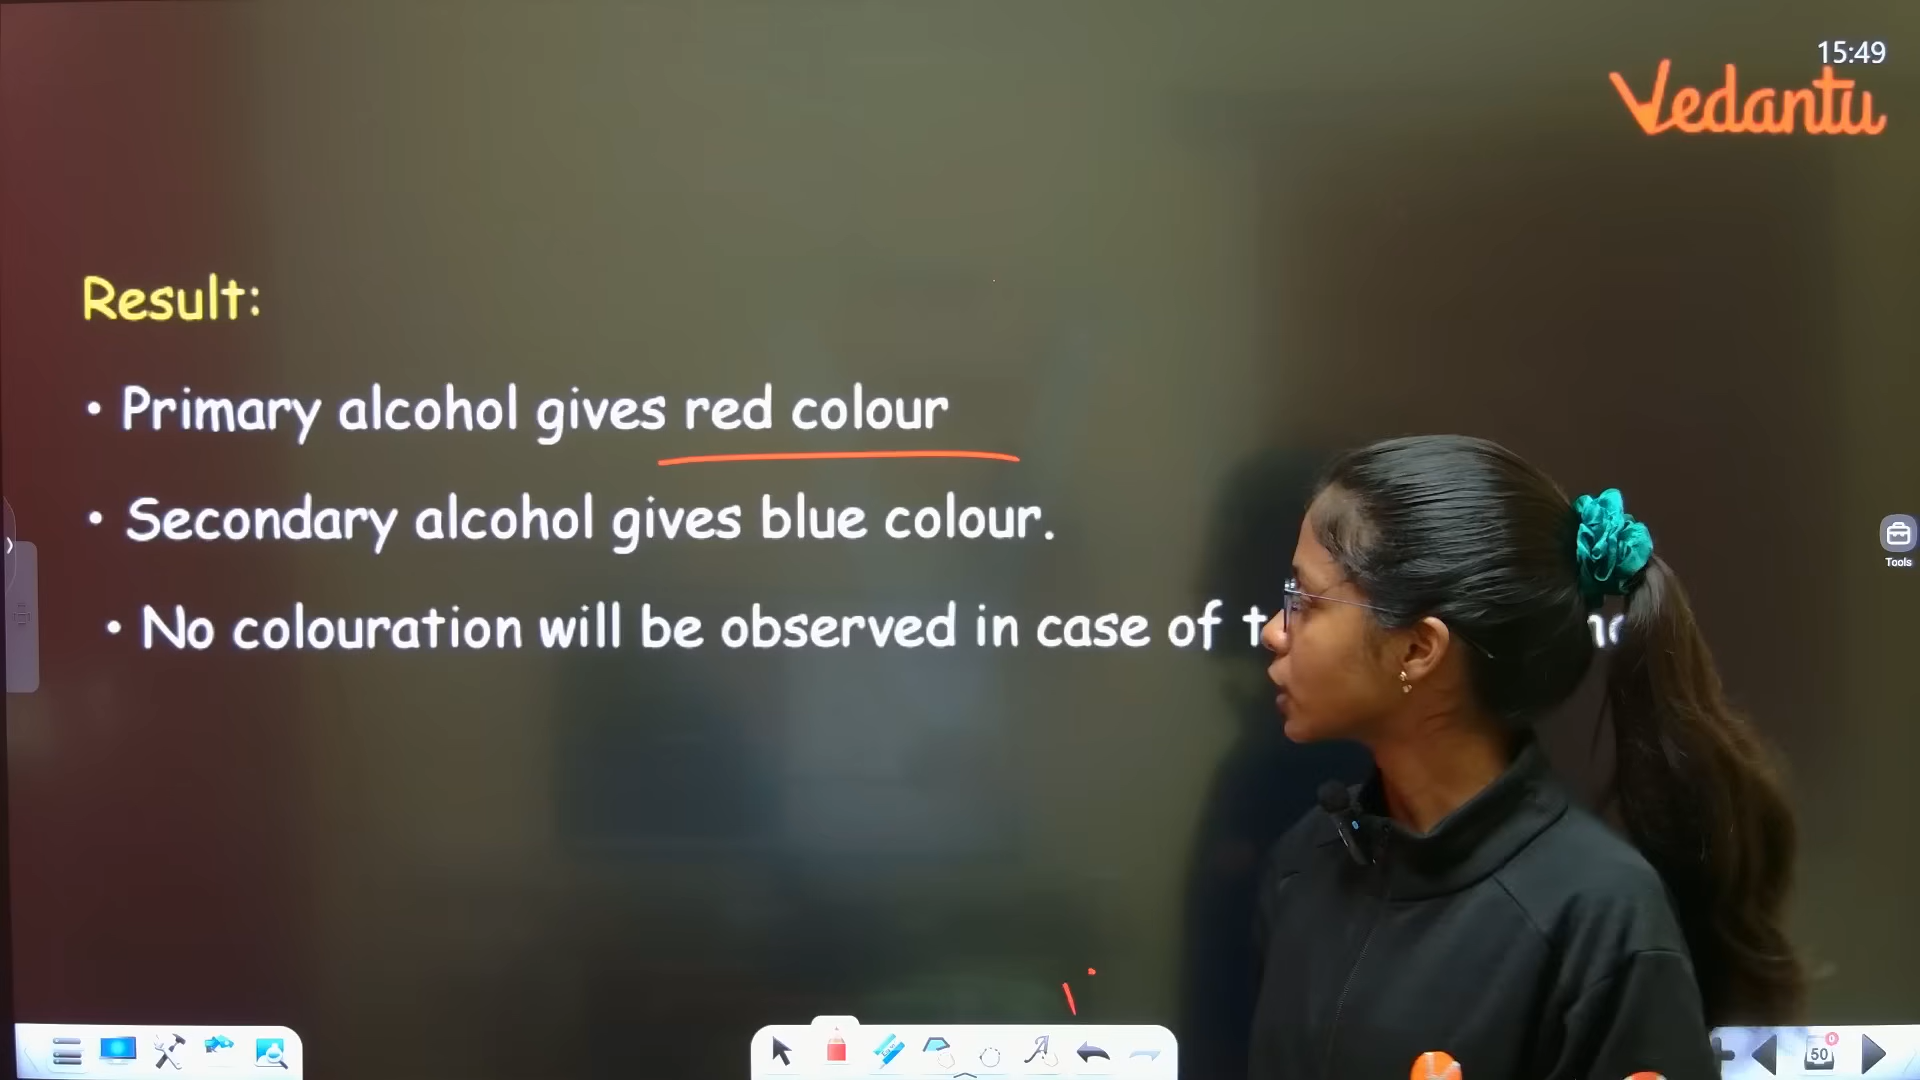 15:49
Vedantu
Result:
• Primary alcohol gives red colour
• Secondary alcohol gives blue colour.
• No colouration will be observed in case of
Tools
50
0